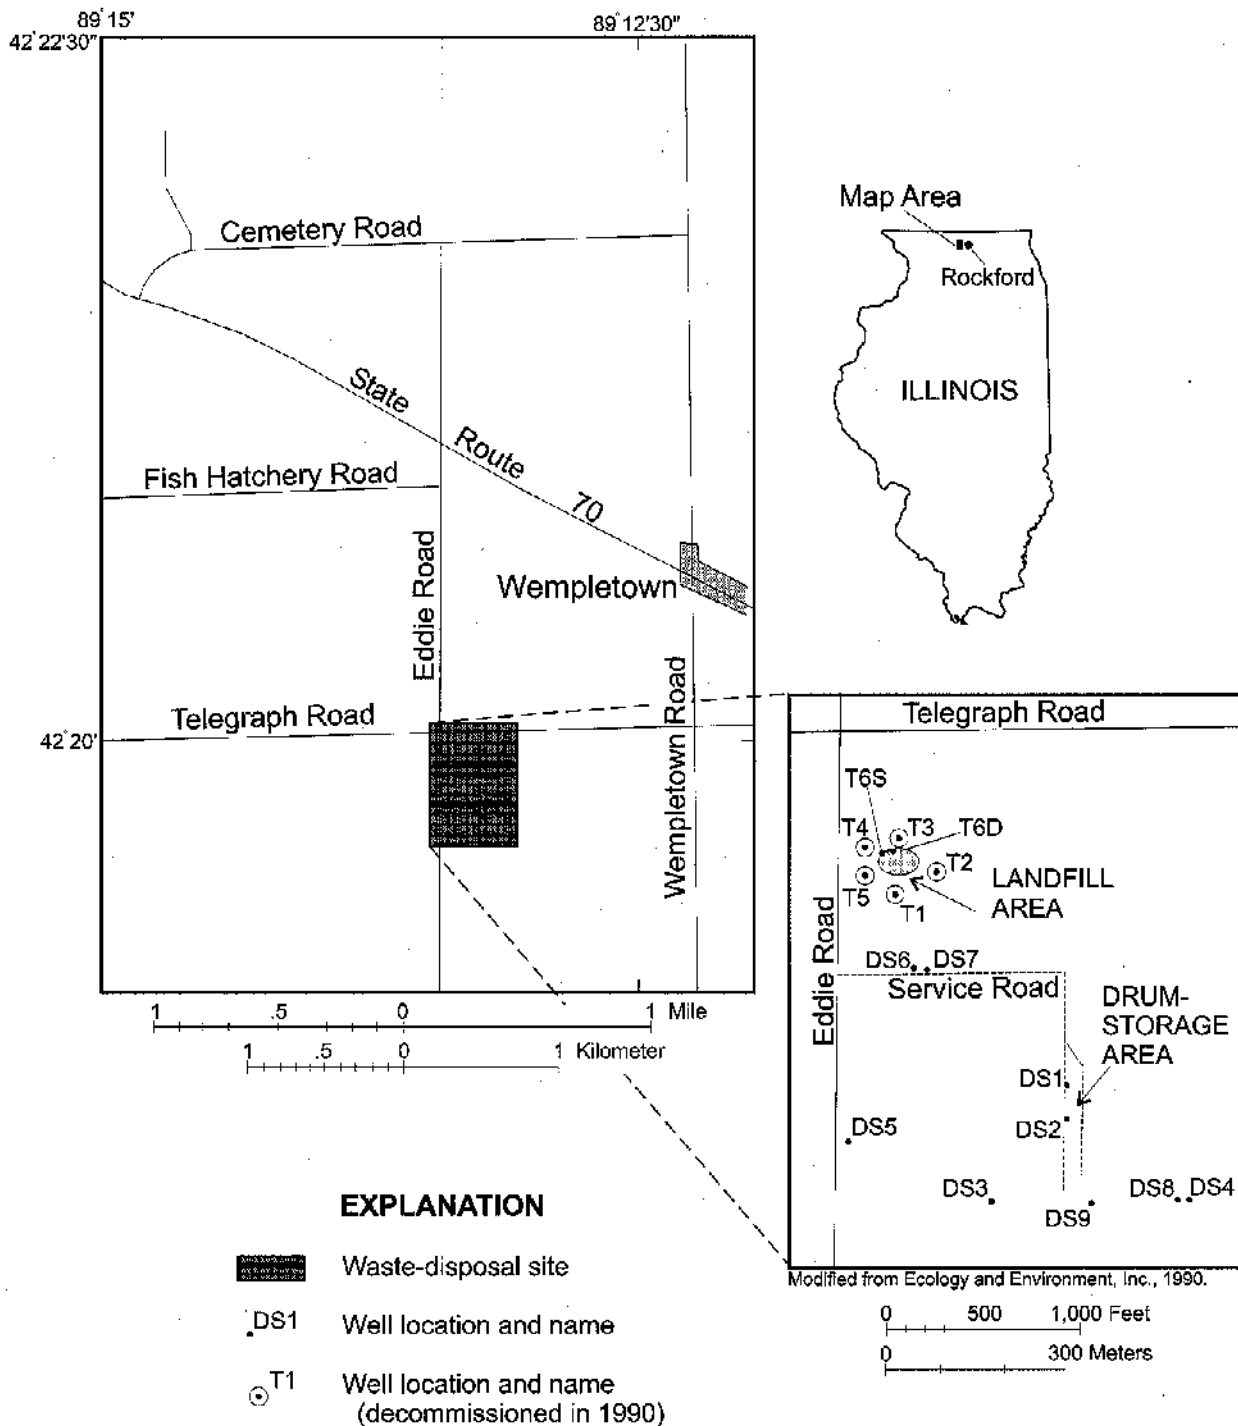 89°15'
89°12'30"
42°22'30"
Cemetery Road
Map Area
Rockford
ILLINOIS
State Route 70
Fish Hatchery Road
Eddie Road
Wempletown
Wempletown Road
Telegraph Road
42°20'
1 .5 0 1 Mile
1 .5 0 1 Kilometer
Telegraph Road
T6S
T4 T3 T6D
T2
T5 T1
LANDFILL
AREA
Eddie Road
DS6 DS7
Service Road
DRUM-
STORAGE
AREA
DS1
DS2
DS5
DS3 DS9 DS8 DS4
Modified from Ecology and Environment, Inc., 1990.
0 500 1,000 Feet
0 300 Meters
EXPLANATION
Waste-disposal site
DS1 Well location and name
T1 Well location and name
(decommissioned in 1990)